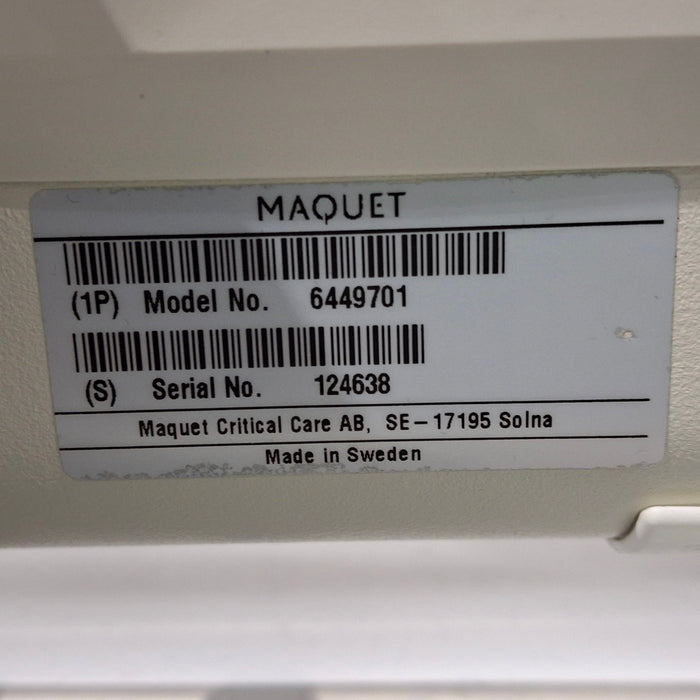 MAQUET
(1P) Model No. 6449701
(S) Serial No. 124638
Maquet Critical Care AB, SE-17195 Solna
Made in Sweden